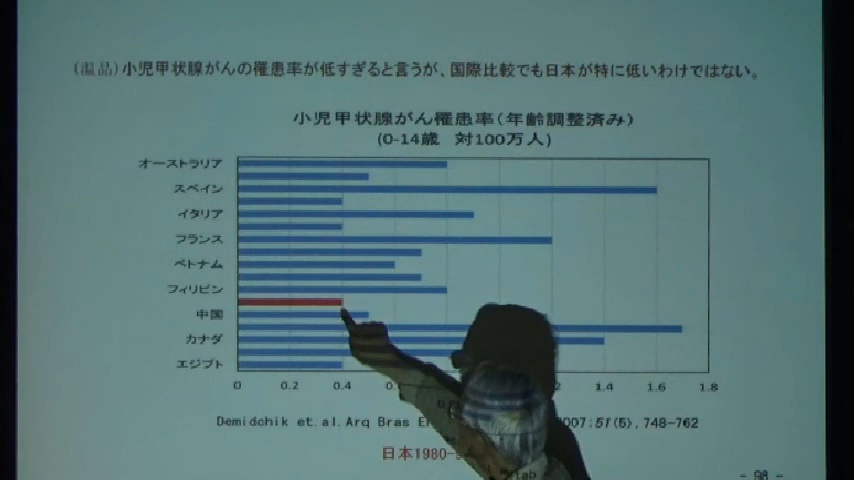 (温品)小児甲状腺がんの罹患率が低すぎると言うが、国際比較でも日本が特に低いわけではない。
小児甲状腺がん罹患率(年齢調整済み)
(0-14歳 対100万人)
オーストラリア
スペイン
イタリア
フランス
ベトナム
フィリピン
中国
カナダ
エジプト
0 0.2 0.4 1.4 1.6 1.8
Demidchik et.al.Arq Bras 2007;51(5),748-762
日本1980-
- 98 -